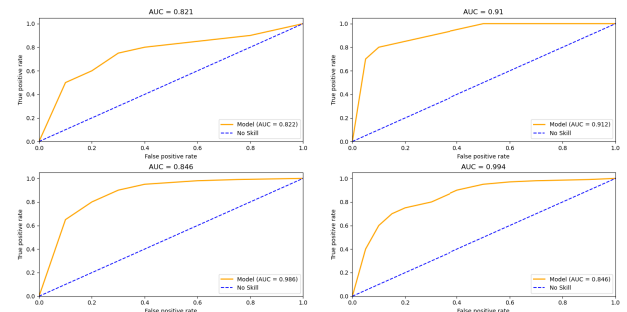 AUC = 0.821
True positive rate
1.0
0.8
0.6
0.4
0.2
0.0
Model (AUC = 0.822)
No Skill
0.0 0.2 0.4 0.6 0.8 1.0
False positive rate
AUC = 0.91
True positive rate
1.0
0.8
0.6
0.4
0.2
0.0
Model (AUC = 0.912)
No Skill
0.0 0.2 0.4 0.6 0.8 1.0
False positive rate
AUC = 0.846
True positive rate
1.0
0.8
0.6
0.4
0.2
0.0
Model (AUC = 0.986)
No Skill
0.0 0.2 0.4 0.6 0.8 1.0
False positive rate
AUC = 0.994
True positive rate
1.0
0.8
0.6
0.4
0.2
0.0
Model (AUC = 0.846)
No Skill
0.0 0.2 0.4 0.6 0.8 1.0
False positive rate